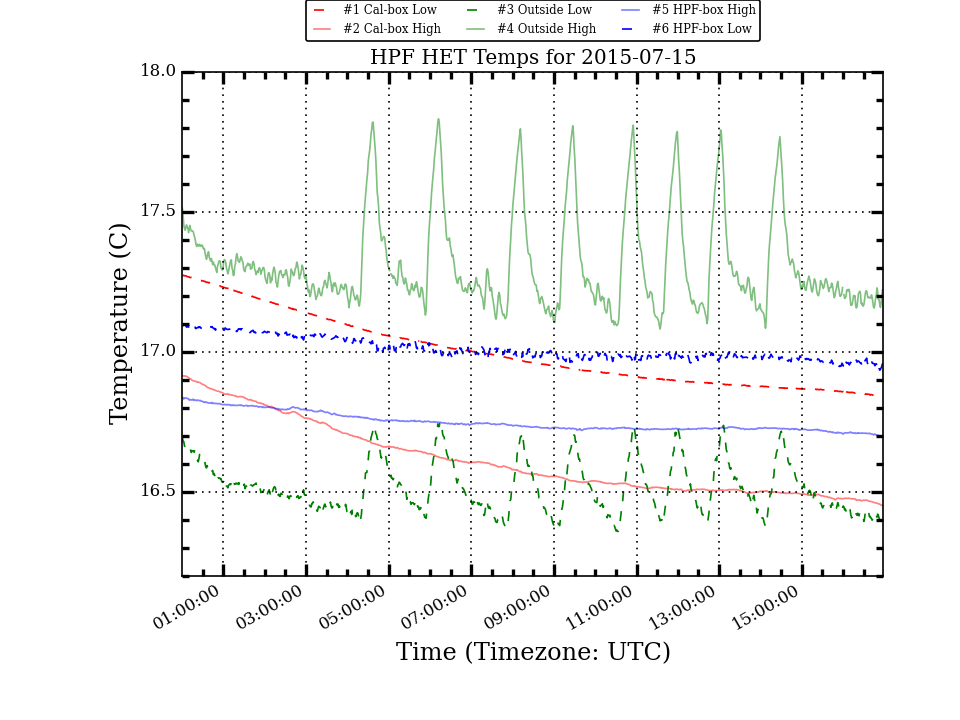 #1 Cal-box Low #3 Outside Low #5 HPF-box High
#2 Cal-box High #4 Outside High #6 HPF-box Low
HPF HET Temps for 2015-07-15
18.0
17.5
17.0
16.5
Temperature (C)
01:00:00 03:00:00 05:00:00 07:00:00 09:00:00 11:00:00 13:00:00 15:00:00
Time (Timezone: UTC)